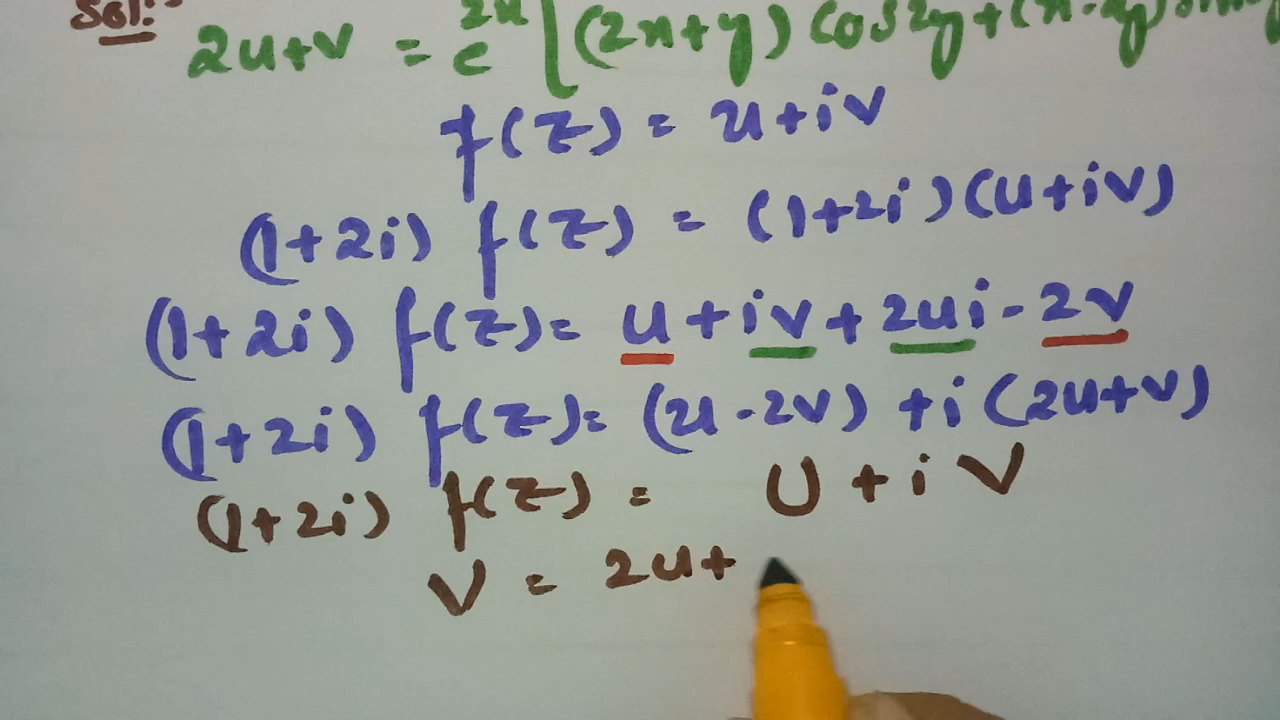 Sol:-
2u+v = e^2x [(2x+y) cos2y+(x-2y)
f(z) = u+iv
(1+2i) f(z) = (1+2i)(u+iv)
(1+2i) f(z) = u+iv+2ui-2v
(1+2i) f(z) = (u-2v) +i(2u+v)
(1+2i) f(z) = U+iV
V = 2u+